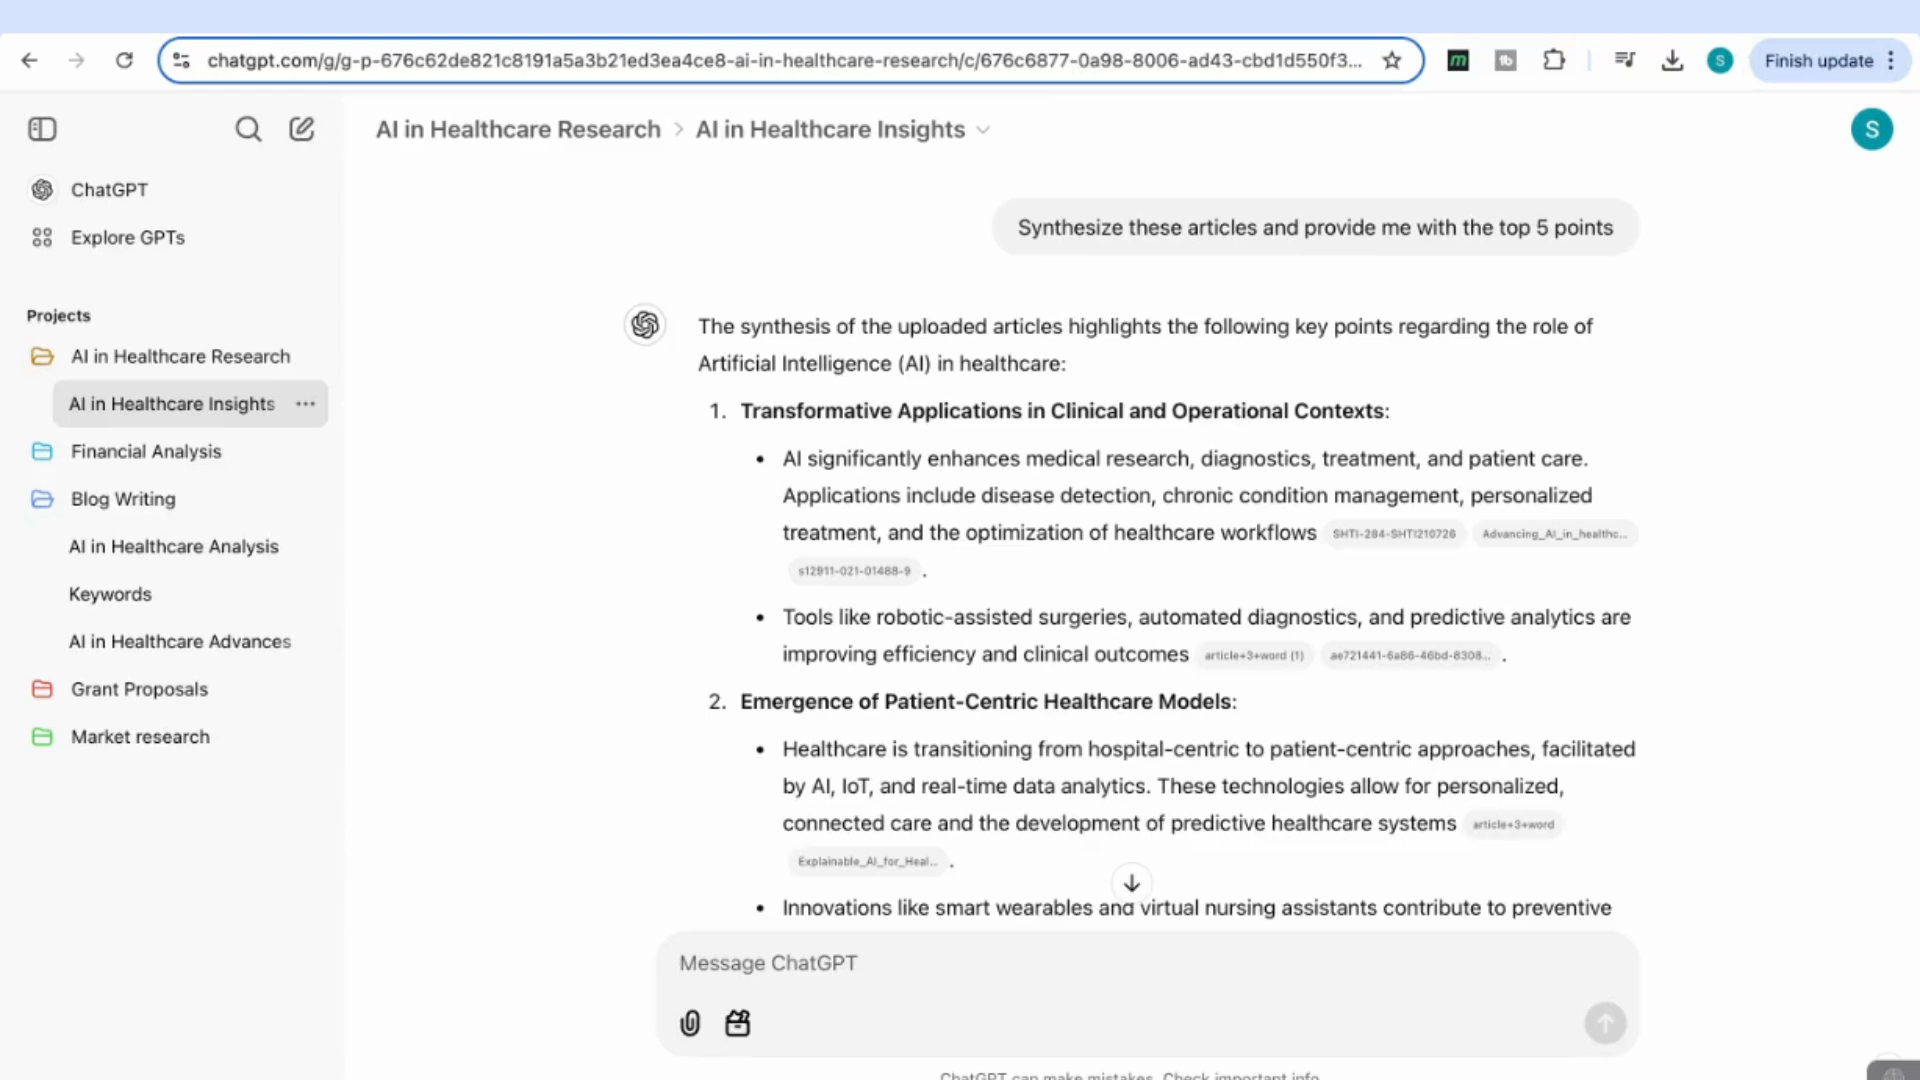 chatgpt.com/g/g-p-676c62de821c8191a5a3b21ed3ea4ce8-ai-in-healthcare-research/c/676c6877-0a98-8006-ad43-cbd1d550f3...
m
tb
S
Finish update
AI in Healthcare Research > AI in Healthcare Insights
S
ChatGPT
Explore GPTs
Projects
AI in Healthcare Research
AI in Healthcare Insights ...
Financial Analysis
Blog Writing
AI in Healthcare Analysis
Keywords
AI in Healthcare Advances
Grant Proposals
Market research
Synthesize these articles and provide me with the top 5 points
The synthesis of the uploaded articles highlights the following key points regarding the role of
Artificial Intelligence (AI) in healthcare:
1. Transformative Applications in Clinical and Operational Contexts:
• AI significantly enhances medical research, diagnostics, treatment, and patient care.
Applications include disease detection, chronic condition management, personalized
treatment, and the optimization of healthcare workflows SHTI-284-SHTI210726 Advancing_AI_in_healthc...
s12911-021-01488-9 .
• Tools like robotic-assisted surgeries, automated diagnostics, and predictive analytics are
improving efficiency and clinical outcomes article+3+word (1) ae721441-6a86-46bd-8308... .
2. Emergence of Patient-Centric Healthcare Models:
• Healthcare is transitioning from hospital-centric to patient-centric approaches, facilitated
by AI, IoT, and real-time data analytics. These technologies allow for personalized,
connected care and the development of predictive healthcare systems article+3+word
Explainable_AI_for_Heal... .
• Innovations like smart wearables and virtual nursing assistants contribute to preventive
Message ChatGPT
ChatGPT can make mistakes. Check important info.